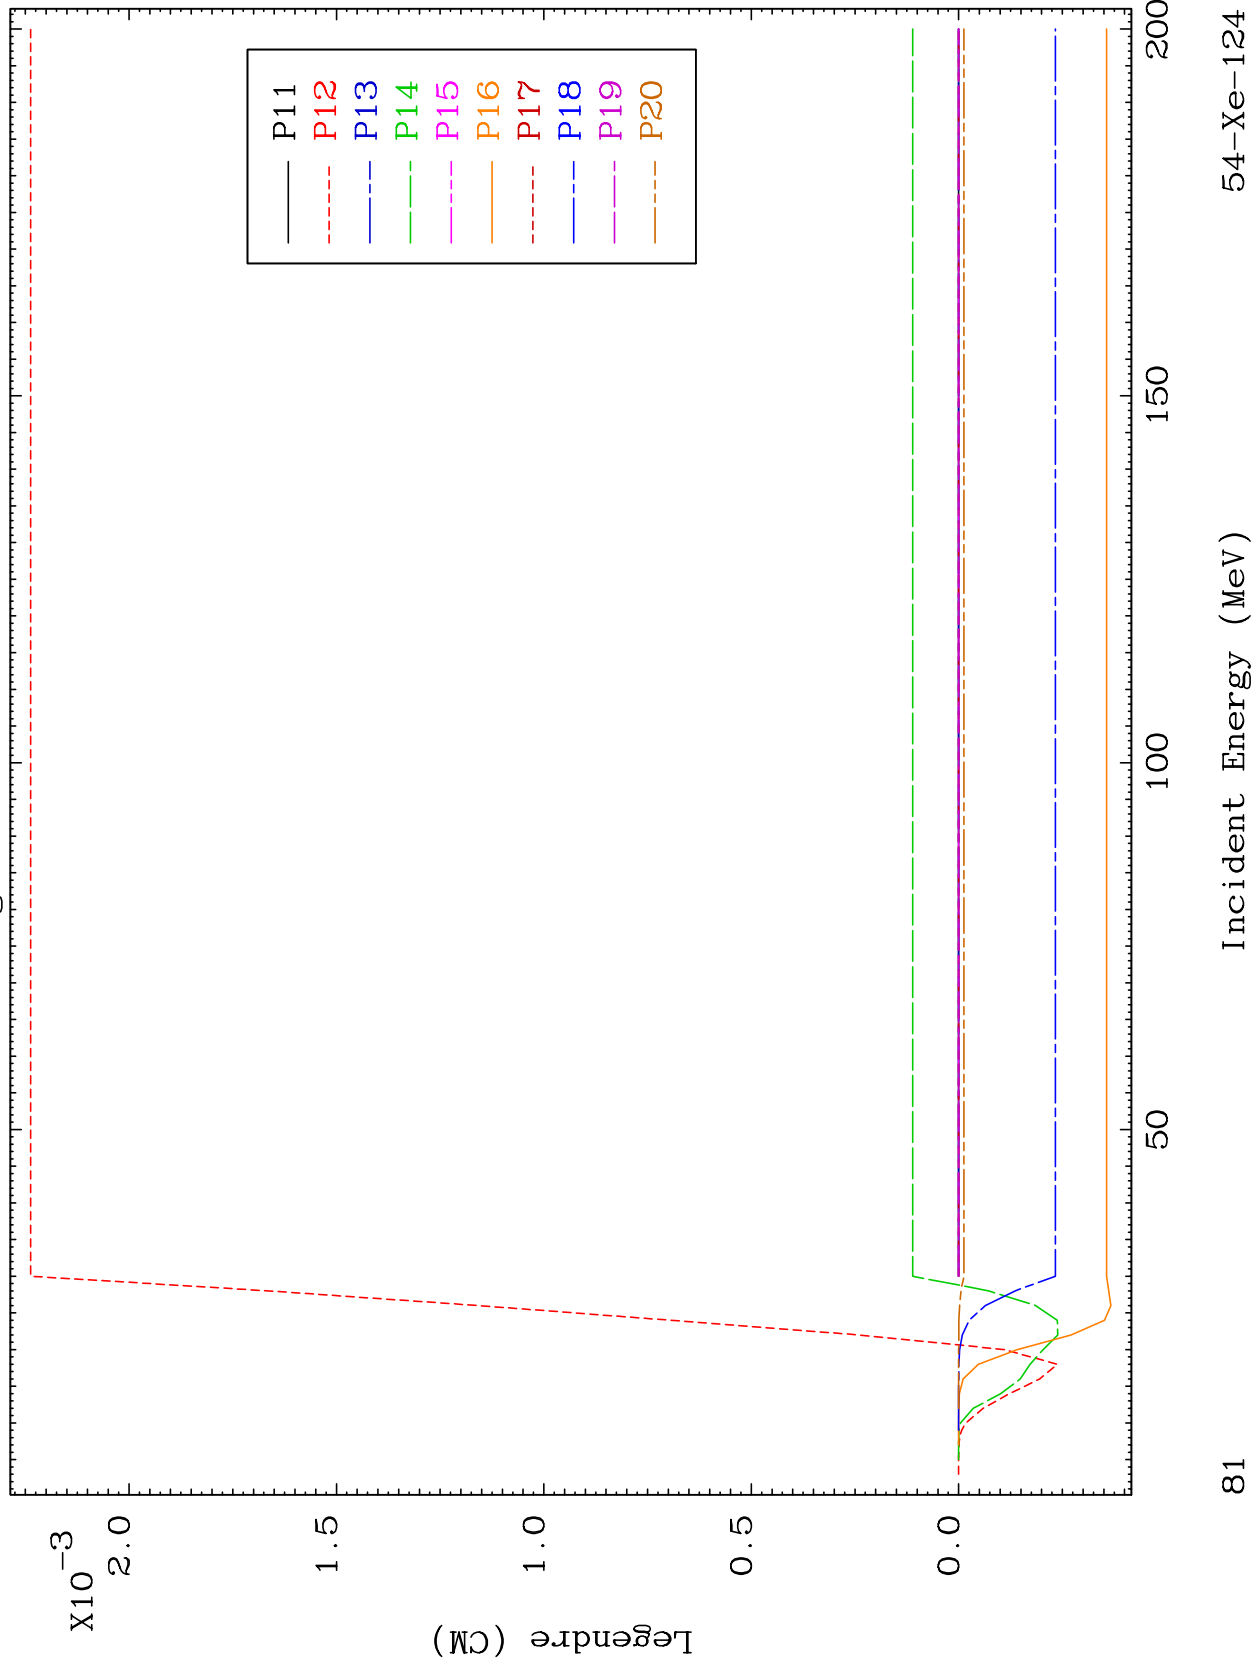 X10⁻³
2.0
1.5
1.0
0.5
0.0
Legendre (CM)
P11
P12
P13
P14
P15
P16
P17
P18
P19
P20
50
100
150
200
Incident Energy (MeV)
81
54-Xe-124